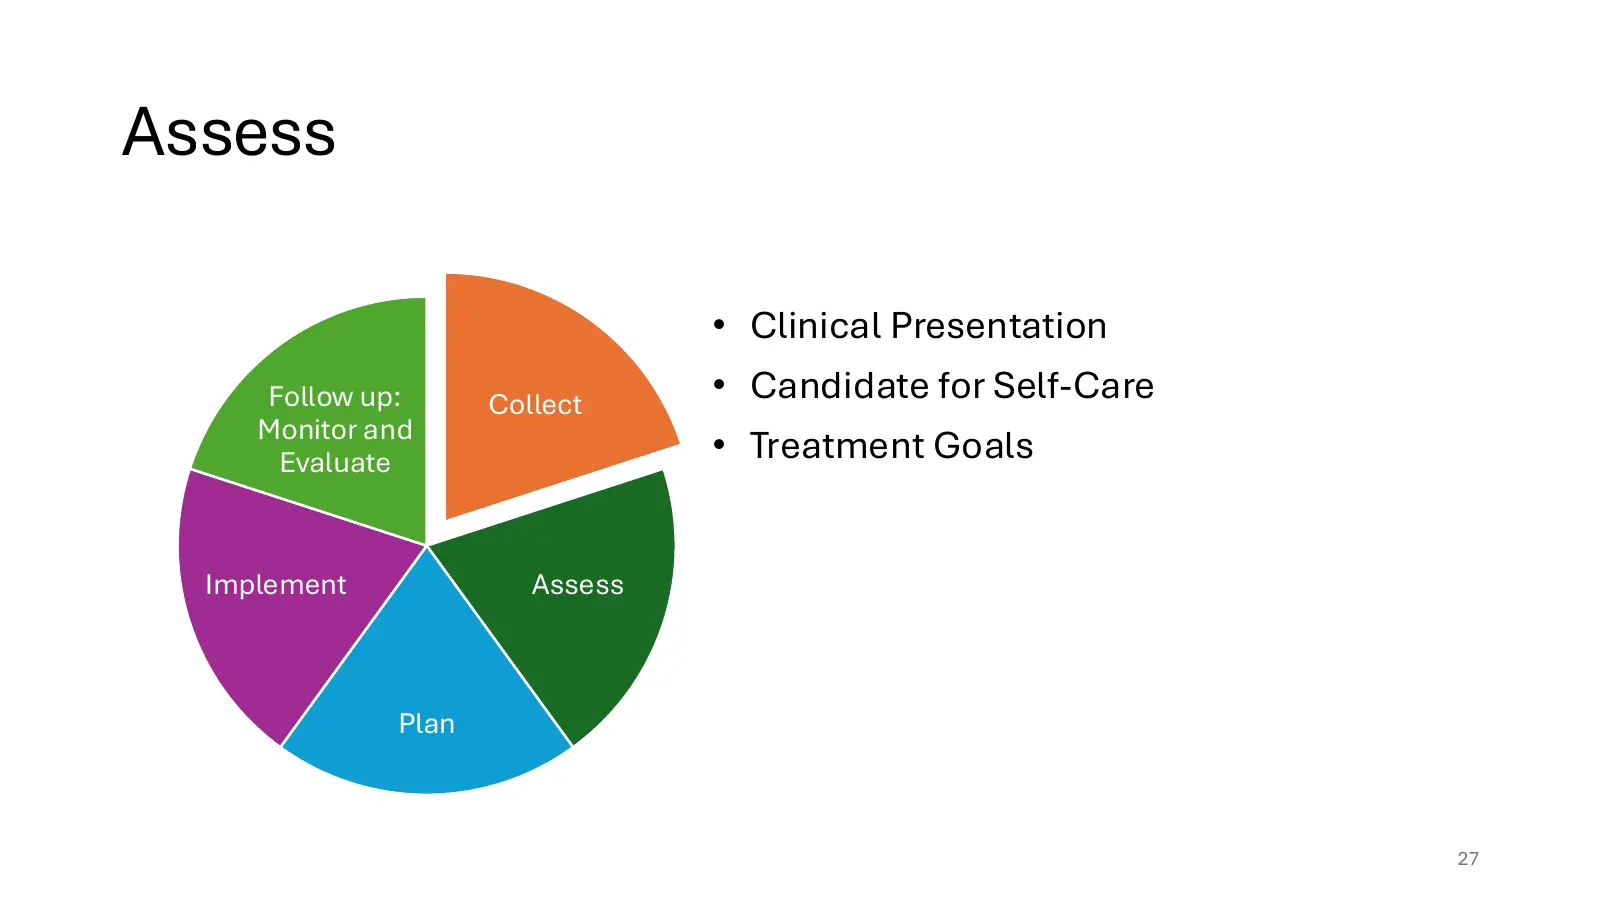 Assess
Follow up:
Monitor and
Evaluate
Collect
Implement
Assess
Plan
• Clinical Presentation
• Candidate for Self-Care
• Treatment Goals
27